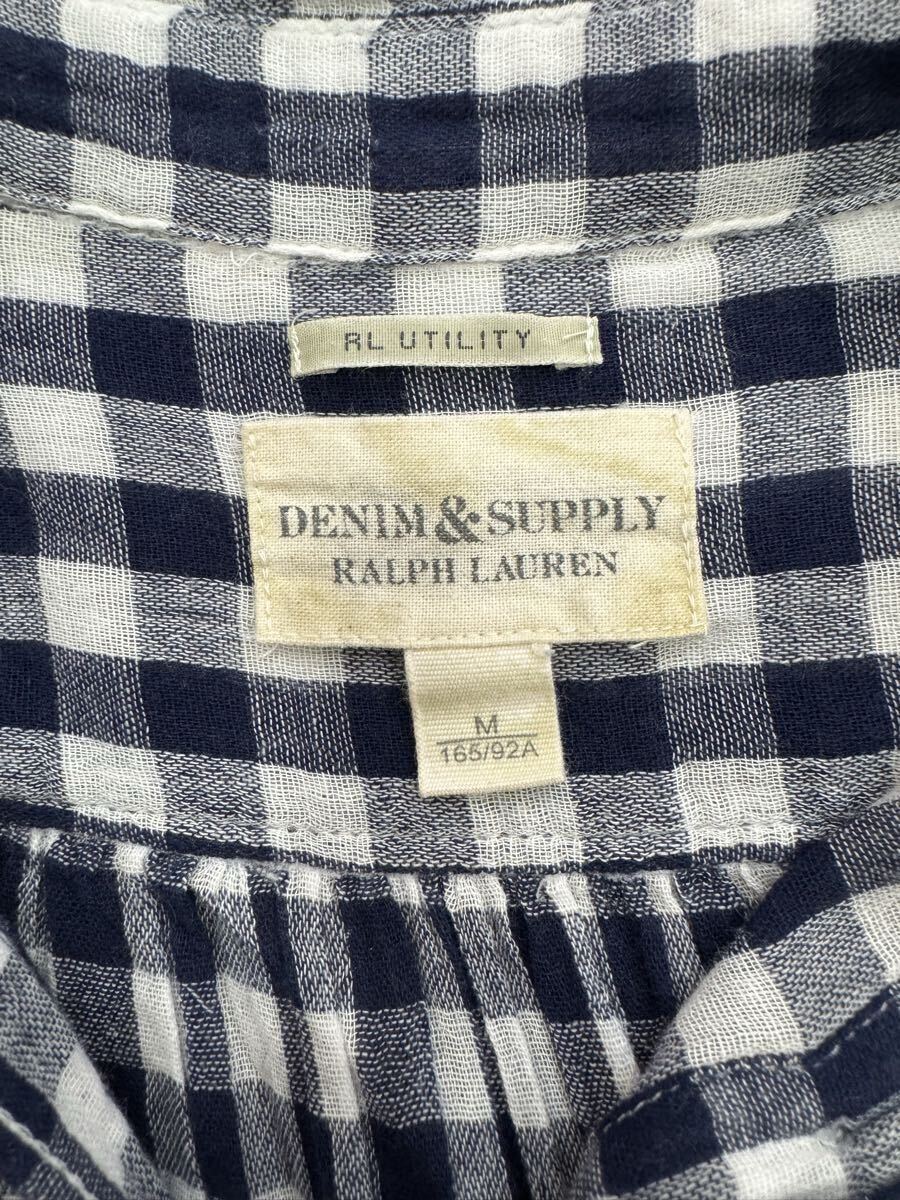 RL UTILITY
DENIM & SUPPLY
RALPH LAUREN
M
165/92A